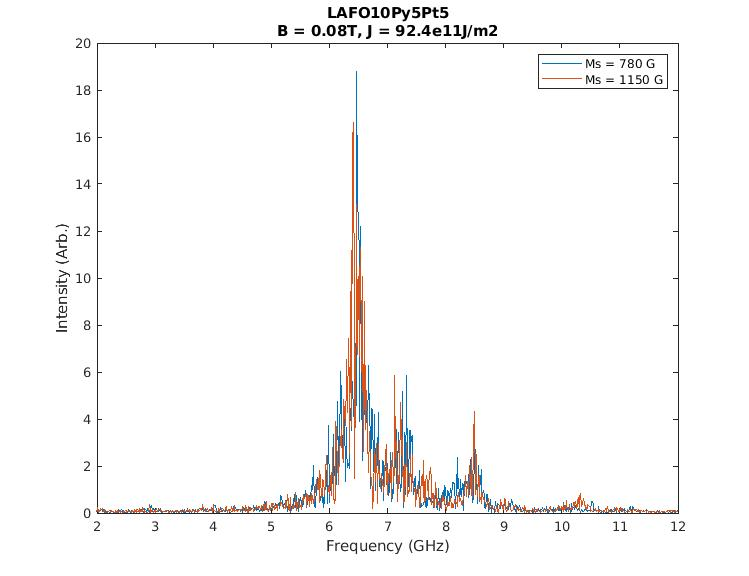 LAFO10Py5Pt5
B = 0.08T, J = 92.4e11J/m2
20
18
16
14
12
10
8
6
4
2
0
Intensity (Arb.)
Ms = 780 G
Ms = 1150 G
2 3 4 5 6 7 8 9 10 11 12
Frequency (GHz)